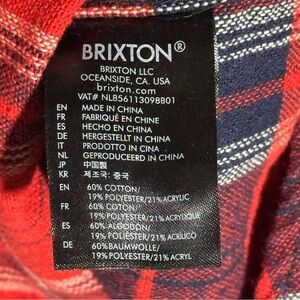 BRIXTON®
BRIXTON LLC
OCEANSIDE, CA. USA
brixton.com
VAT# NL856113098B01
EN MADE IN CHINA
FR FABRIQUÉ EN CHINE
ES HECHO EN CHINA
DE HERGESTELLT IN CHINA
IT PRODOTTO IN CINA
NL GEPRODUCEERD IN CHINA
JP 中国製
KR 제조국: 중국
EN 60% COTTON/
19% POLYESTER/21% ACRYLIC
FR 60% COTON/
19% POLYESTER/21% ACRYLIQUE
ES 60% ALGODÓN/
19% POLIÉSTER/21% ACRÍLICO
DE 60%BAUMWOLLE/
19% POLYESTER/21% ACRYL